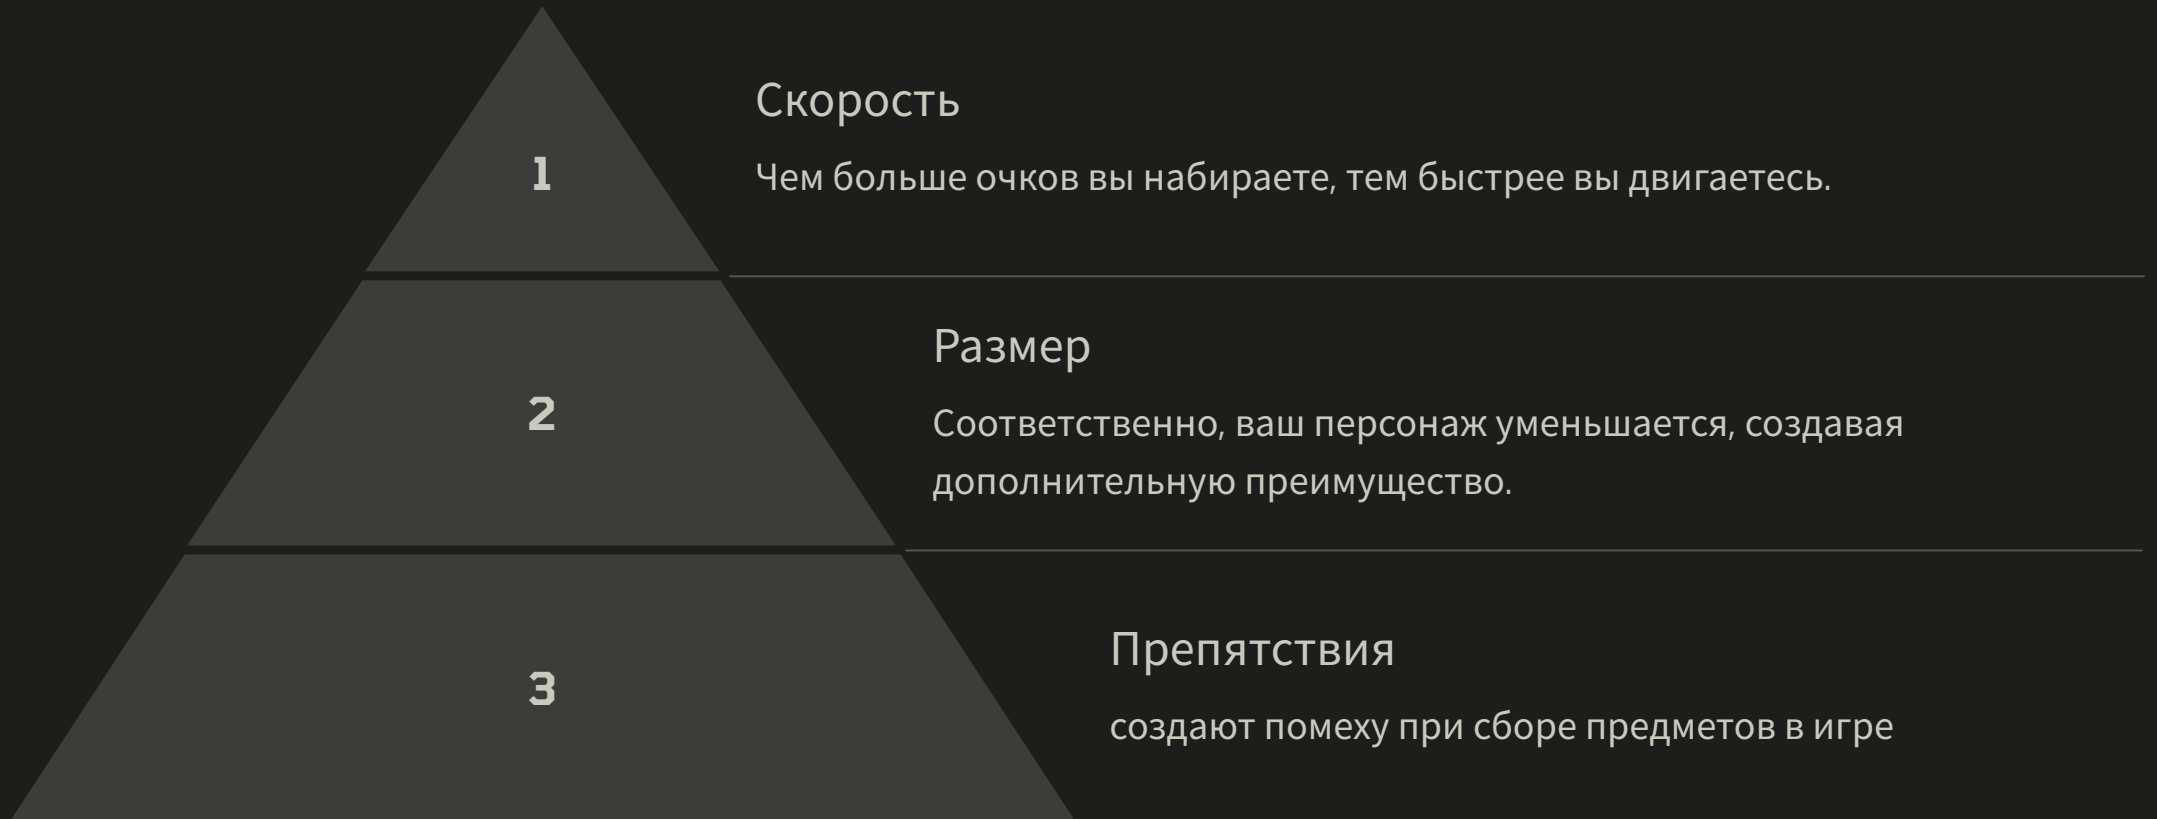 1
Скорость
Чем больше очков вы набираете, тем быстрее вы двигаетесь.
2
Размер
Соответственно, ваш персонаж уменьшается, создавая
дополнительную преимущество.
3
Препятствия
создают помеху при сборе предметов в игре